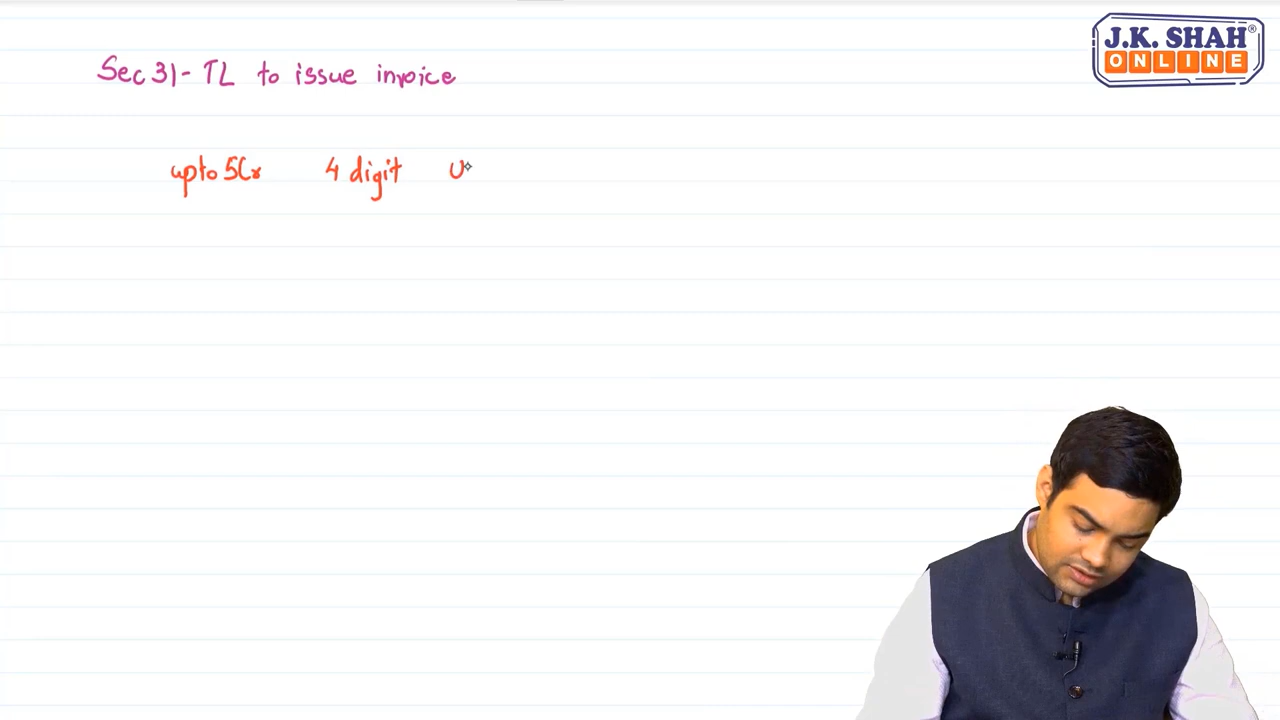 J.K. SHAH®
ONLINE
Sec 31 - TL to issue invoice
upto 5Cr 4 digit U